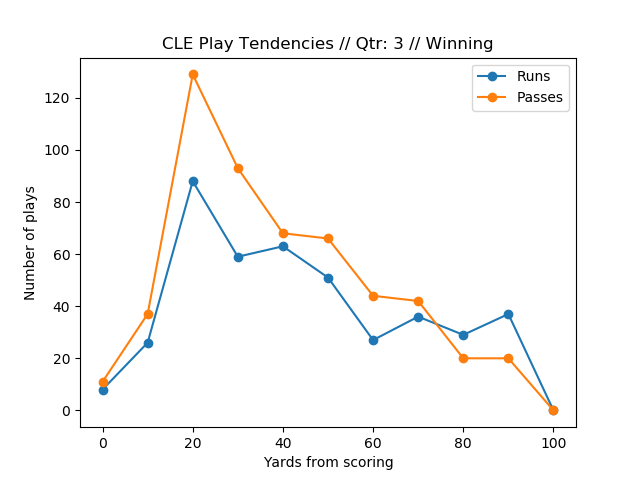 CLE Play Tendencies // Qtr: 3 // Winning
Runs
Passes
Number of plays
120
100
80
60
40
20
0
0 20 40 60 80 100
Yards from scoring